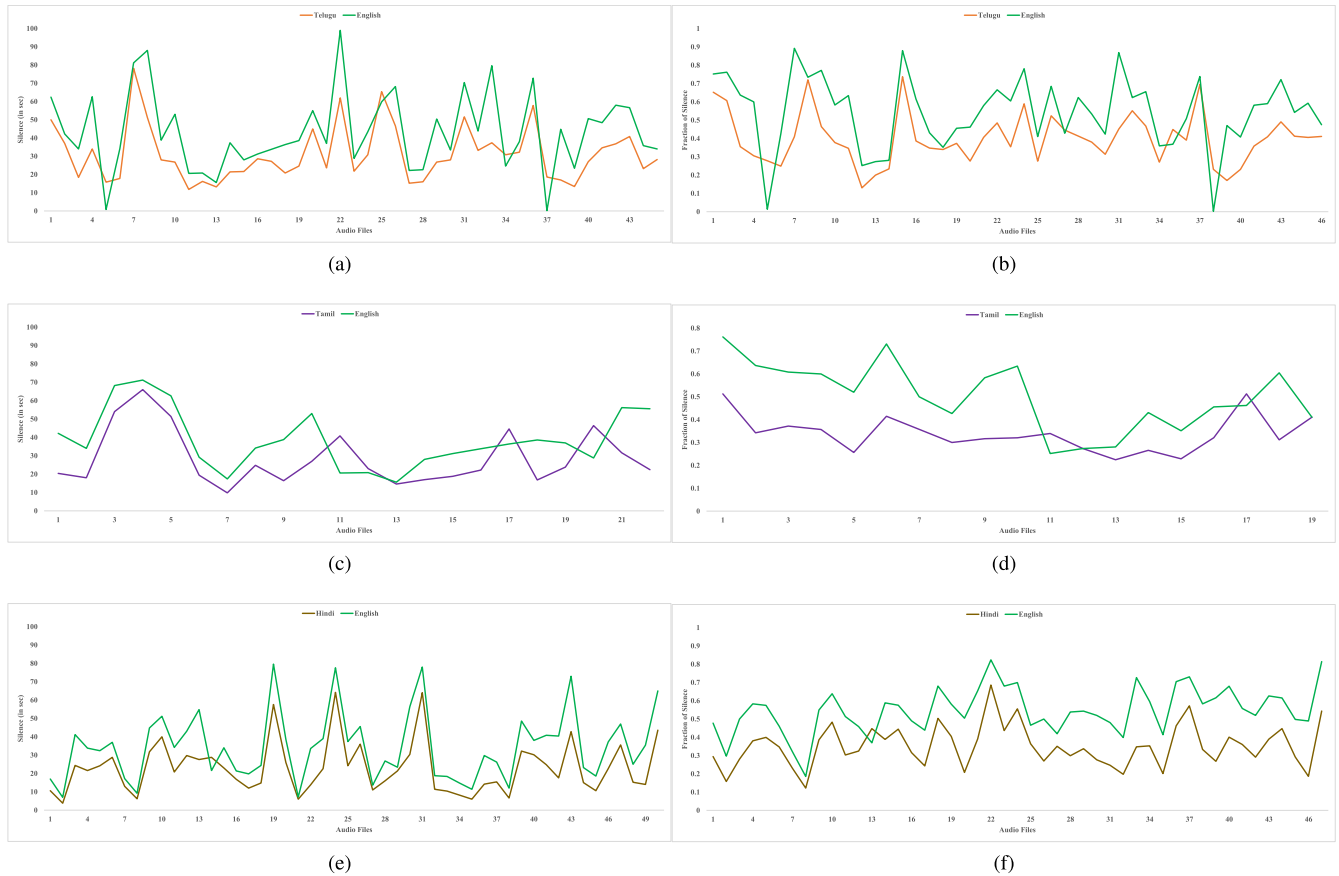 Telugu English
Silence (in sec)
100
90
80
70
60
50
40
30
20
10
0
1 4 7 10 13 16 19 22 25 28 31 34 37 40 43
Audio Files
(a)
Telugu English
Fraction of Silence
1
0.9
0.8
0.7
0.6
0.5
0.4
0.3
0.2
0.1
0
1 4 7 10 13 16 19 22 25 28 31 34 37 40 43 46
Audio Files
(b)
Tamil English
Silence (in sec)
100
90
80
70
60
50
40
30
20
10
0
1 3 5 7 9 11 13 15 17 19 21
Audio Files
(c)
Tamil English
Fraction of Silence
0.8
0.7
0.6
0.5
0.4
0.3
0.2
0.1
0
1 3 5 7 9 11 13 15 17 19
Audio Files
(d)
Hindi English
Silence (in sec)
100
90
80
70
60
50
40
30
20
10
0
1 4 7 10 13 16 19 22 25 28 31 34 37 40 43 46 49
Audio Files
(e)
Hindi English
Fraction of Silence
1
0.9
0.8
0.7
0.6
0.5
0.4
0.3
0.2
0.1
0
1 4 7 10 13 16 19 22 25 28 31 34 37 40 43 46
Audio Files
(f)